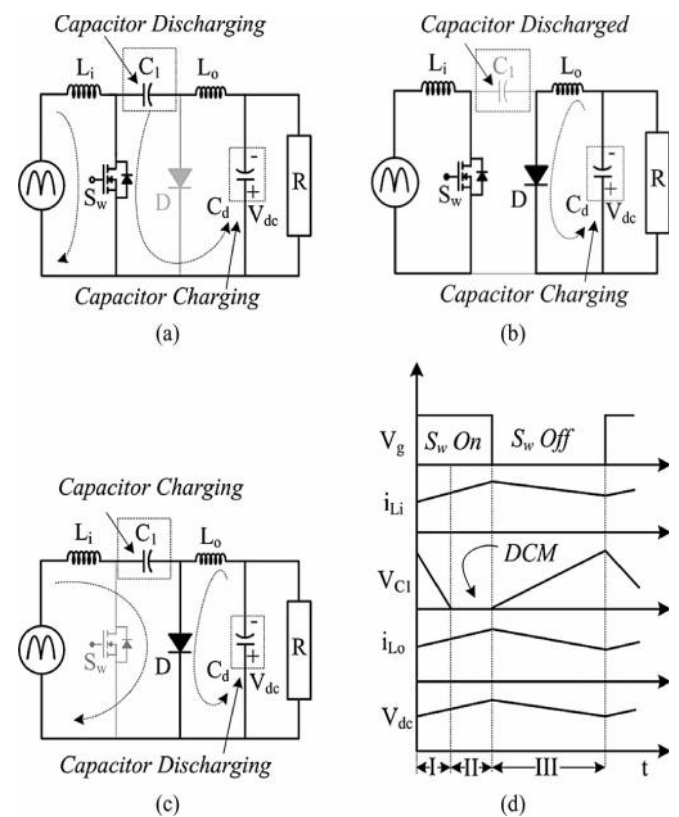 Capacitor Discharging
Li
C1
Lo
Sw
D
-
+
Cd
Vdc
R
Capacitor Charging
(a)
Capacitor Discharged
Li
C1
Lo
Sw
D
-
+
Cd
Vdc
R
Capacitor Charging
(b)
Capacitor Charging
Li
C1
Lo
Sw
D
-
+
Cd
Vdc
R
Capacitor Discharging
(c)
Vg
Sw On
Sw Off
iLi
VC1
DCM
iLo
Vdc
I
II
III
t
(d)